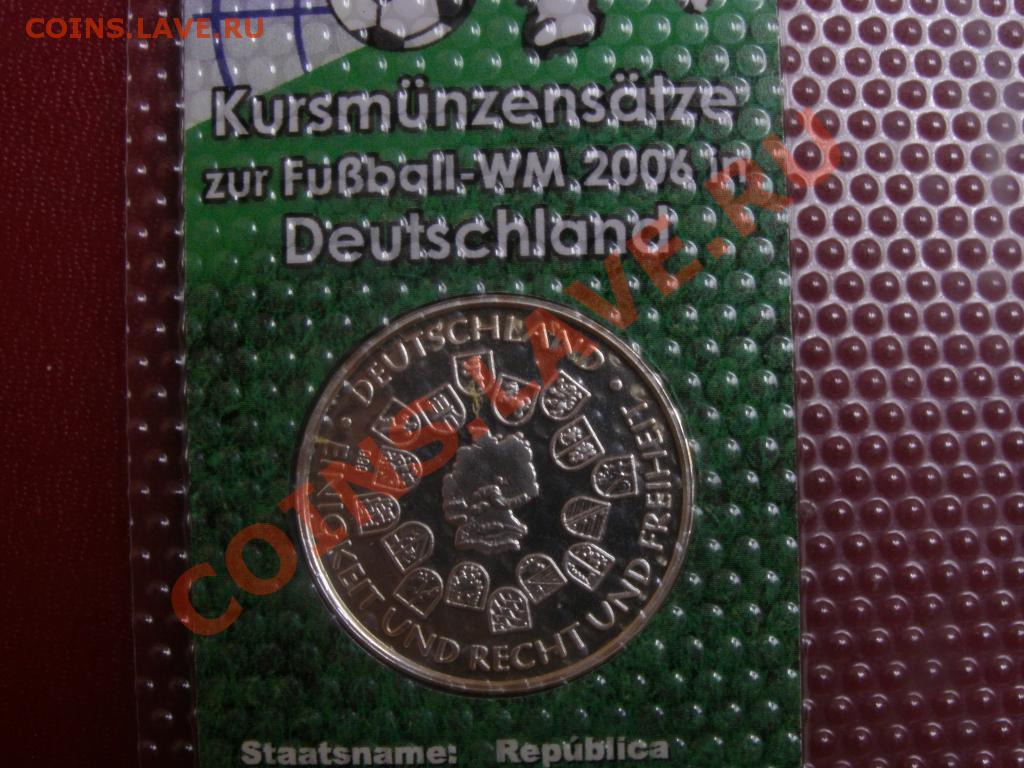 COINS.LAVE.RU
Kursmünzensätze
zur Fußball-WM 2006 in
Deutschland
DEUTSCHLAND
EINIGKEIT UND RECHT UND FREIHEIT
COINS.LAVE.RU
Staatsname: República